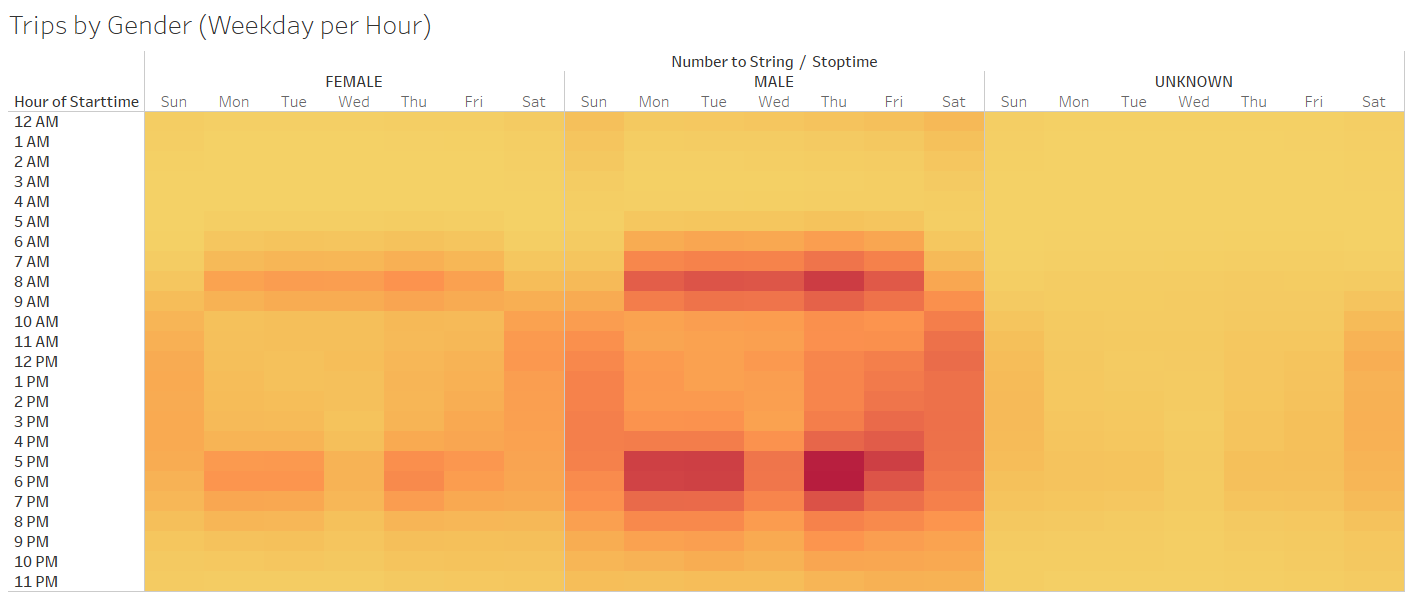 Trips by Gender (Weekday per Hour)
Number to String / Stoptime
FEMALE MALE UNKNOWN
Hour of Starttime Sun Mon Tue Wed Thu Fri Sat Sun Mon Tue Wed Thu Fri Sat Sun Mon Tue Wed Thu Fri Sat
12 AM
1 AM
2 AM
3 AM
4 AM
5 AM
6 AM
7 AM
8 AM
9 AM
10 AM
11 AM
12 PM
1 PM
2 PM
3 PM
4 PM
5 PM
6 PM
7 PM
8 PM
9 PM
10 PM
11 PM